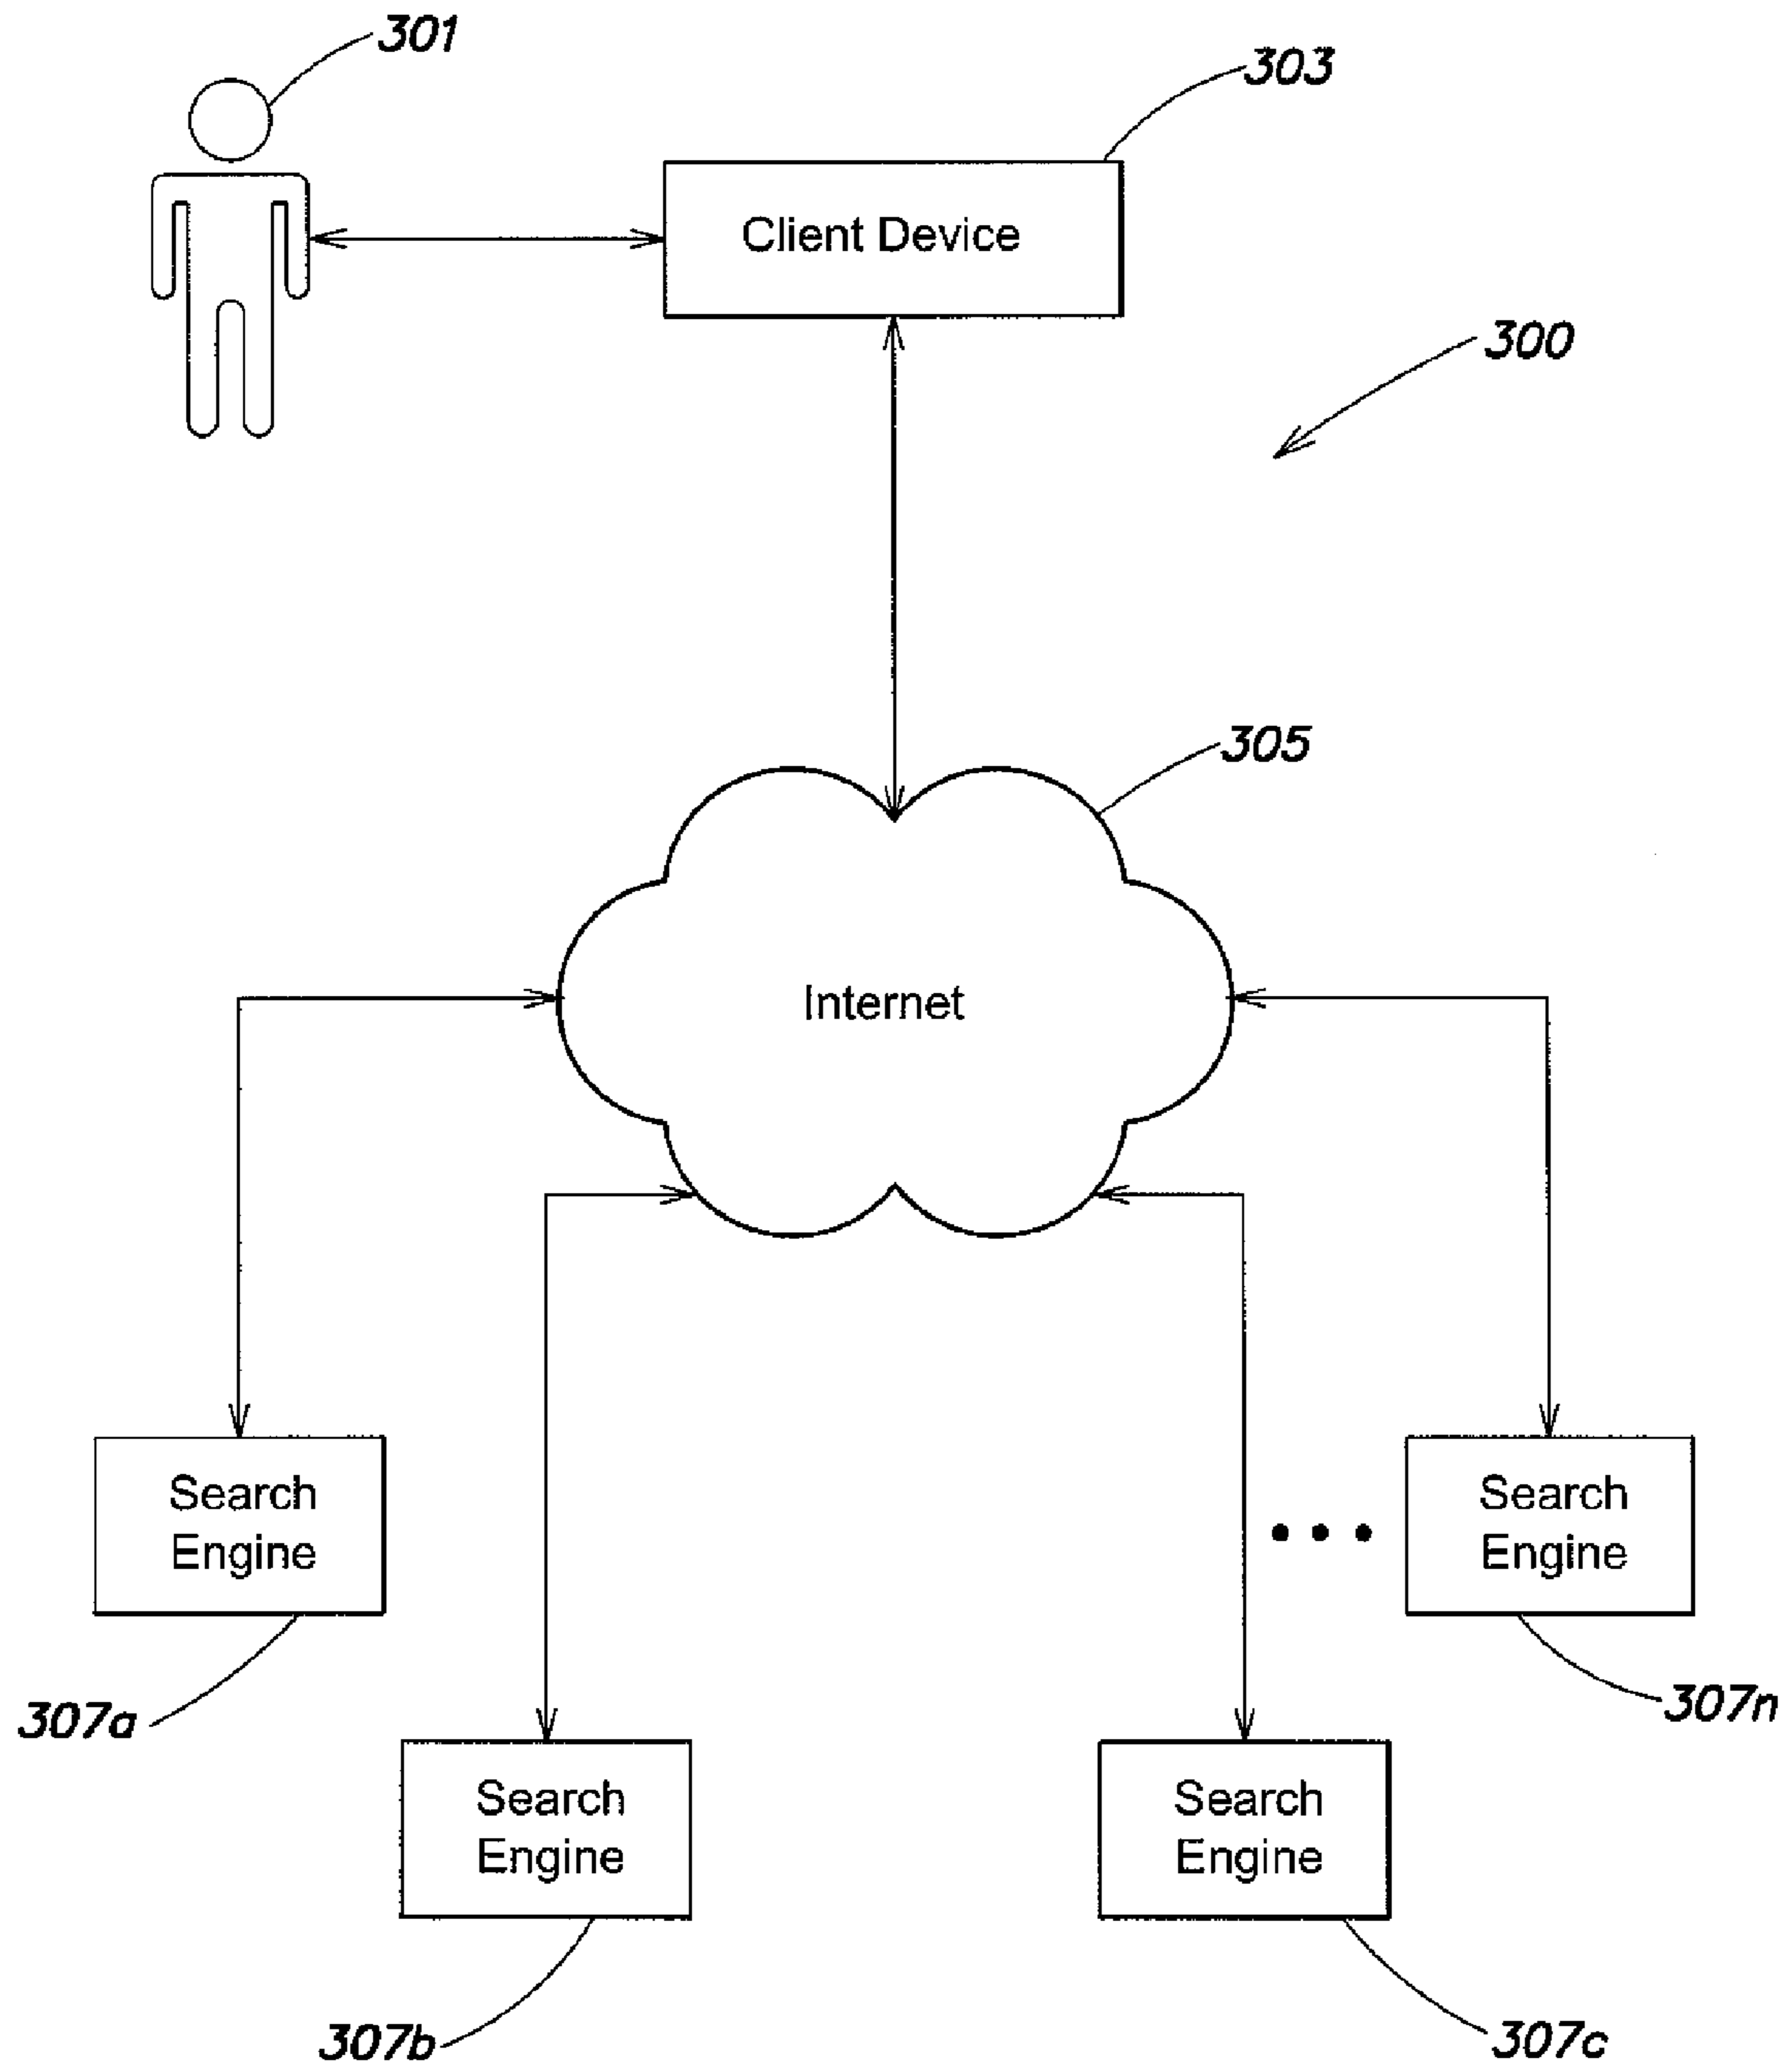 301
303
Client Device
300
305
Internet
Search
Engine
Search
Engine
307a
307n
Search
Engine
Search
Engine
307b
307c